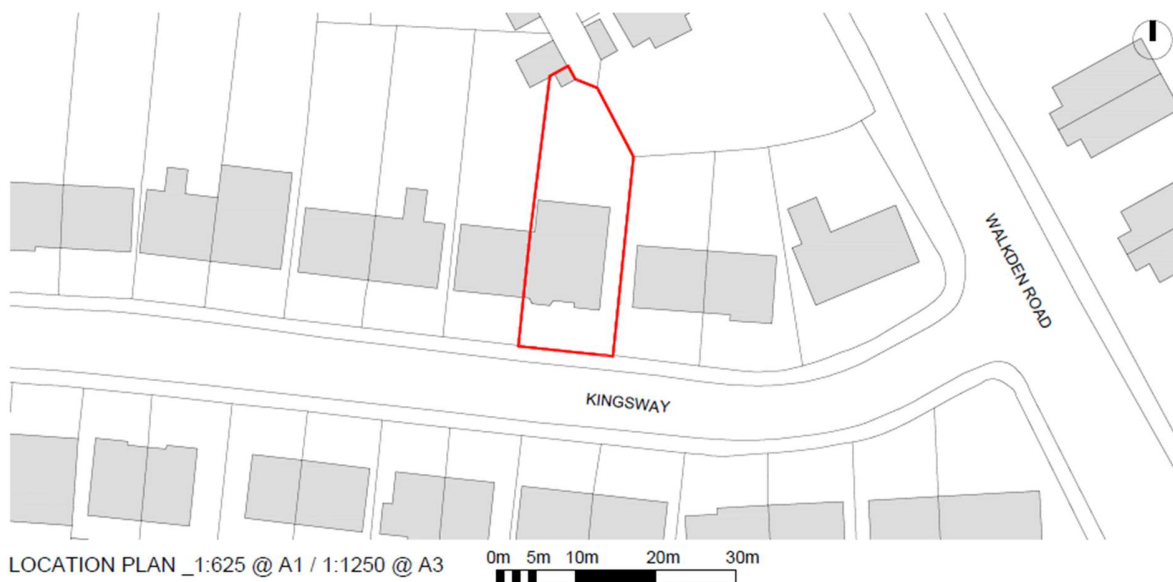 WALKDEN ROAD
KINGSWAY
LOCATION PLAN _1:625 @ A1 / 1:1250 @ A3
0m 5m 10m 20m 30m